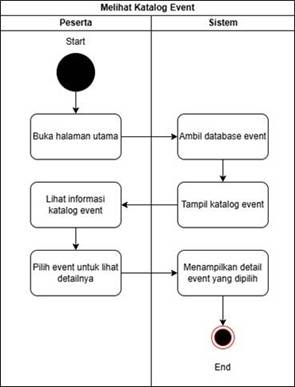 Melihat Katalog Event
Peserta
Sistem
Start
Buka halaman utama
Ambil database event
Lihat informasi
katalog event
Tampil katalog event
Pilih event untuk lihat
detailnya
Menampilkan detail
event yang dipilih
End